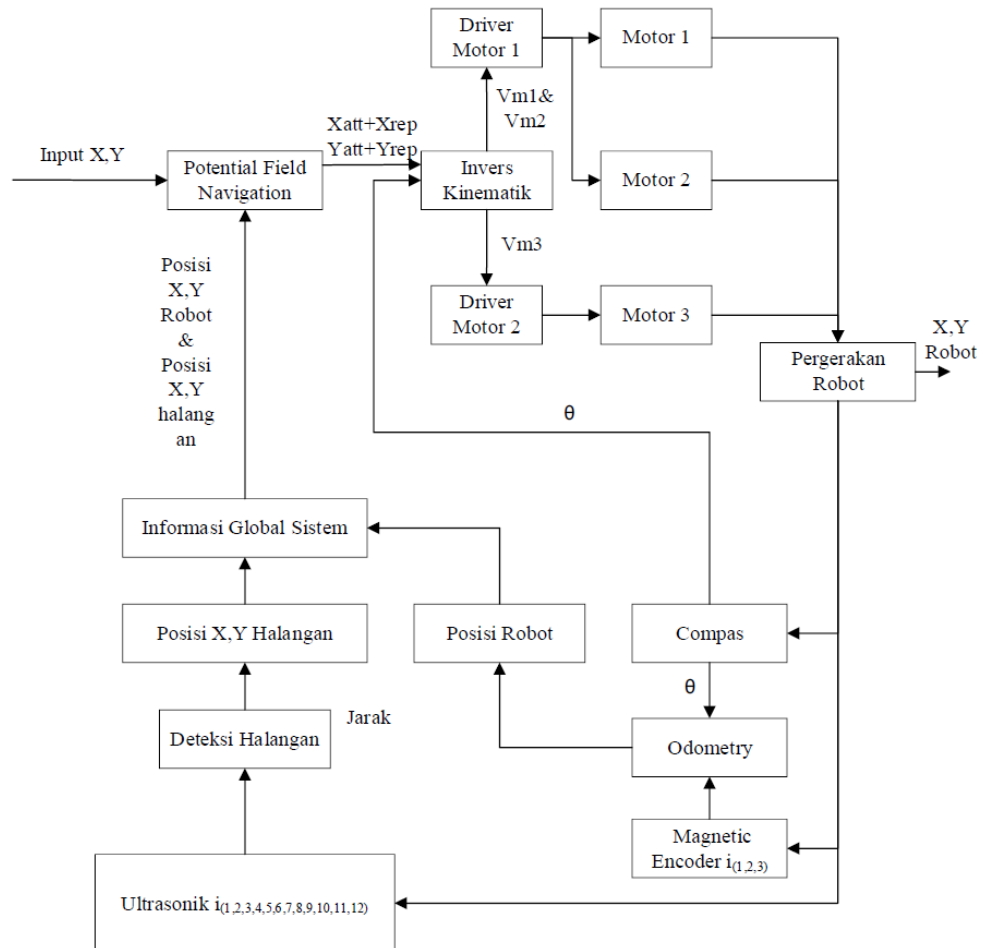 Driver
Motor 1
Motor 1
Vm1&
Vm2
Xatt+Xrep
Yatt+Yrep
Input X,Y
Potential Field
Navigation
Invers
Kinematik
Motor 2
Vm3
Posisi
X,Y
Robot
&
Posisi
X,Y
halang
an
Driver
Motor 2
Motor 3
X,Y
Robot
Pergerakan
Robot
θ
Informasi Global Sistem
Posisi X,Y Halangan
Posisi Robot
Compas
θ
Jarak
Deteksi Halangan
Odometry
Magnetic
Encoder i(1,2,3)
Ultrasonik i(1,2,3,4,5,6,7,8,9,10,11,12)